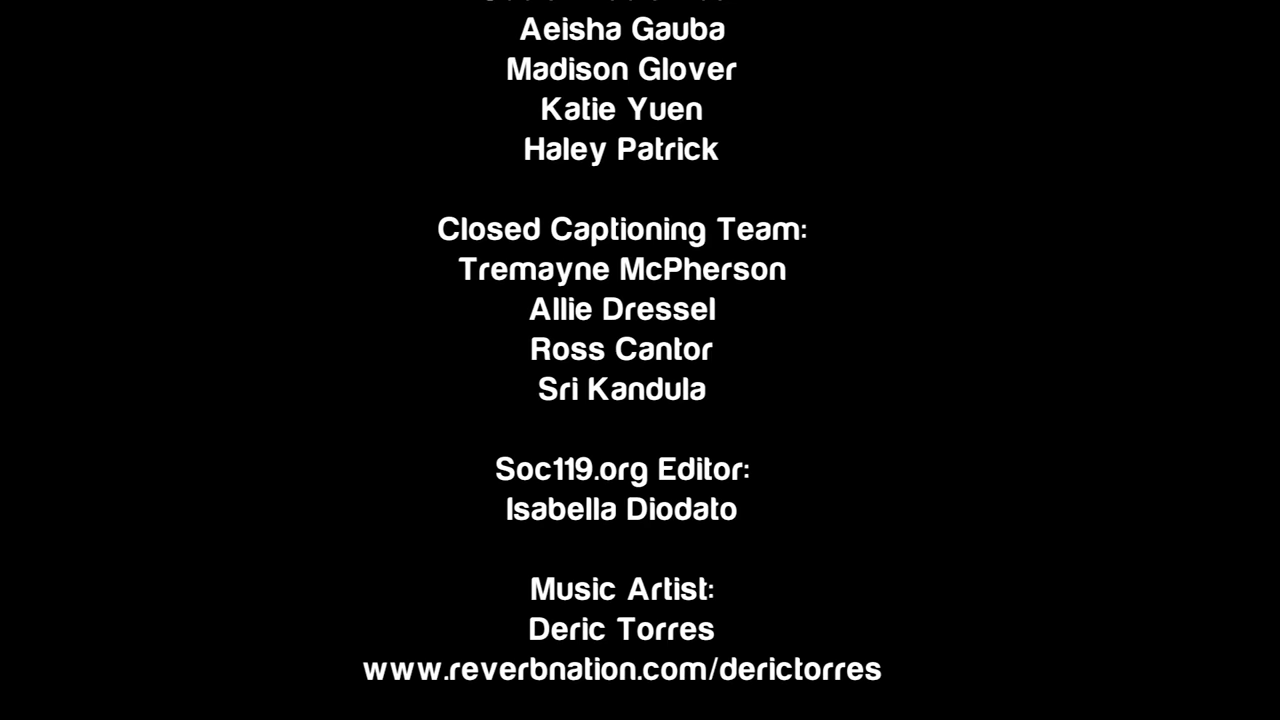 Aeisha Gauba
Madison Glover
Katie Yuen
Haley Patrick
Closed Captioning Team:
Tremayne McPherson
Allie Dressel
Ross Cantor
Sri Kandula
Soc119.org Editor:
Isabella Diodato
Music Artist:
Deric Torres
www.reverbnation.com/derictorres